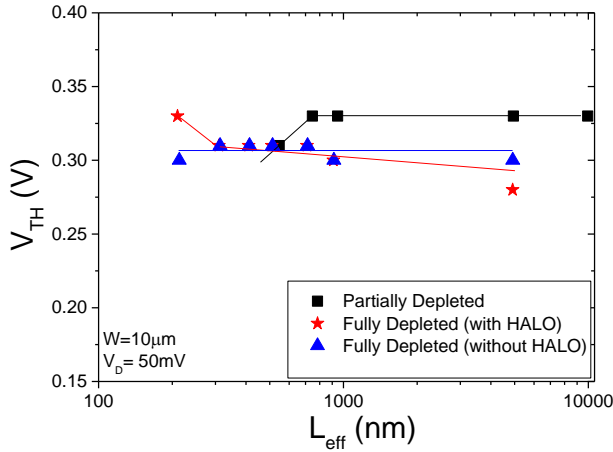 0.40
0.35
0.30
0.25
0.20
0.15
V_TH (V)
W=10μm
V_D= 50mV
Partially Depleted
Fully Depleted (with HALO)
Fully Depleted (without HALO)
100
1000
10000
L_eff (nm)